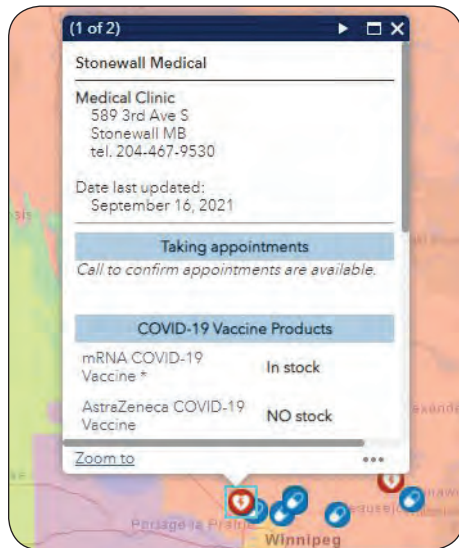 (1 of 2)
Stonewall Medical
Medical Clinic
589 3rd Ave S
Stonewall MB
tel. 204-467-9530
Date last updated:
September 16, 2021
Taking appointments
Call to confirm appointments are available.
COVID-19 Vaccine Products
mRNA COVID-19
Vaccine *
In stock
AstraZeneca COVID-19
Vaccine
NO stock
Zoom to
Portage la Prairie
Winnipeg